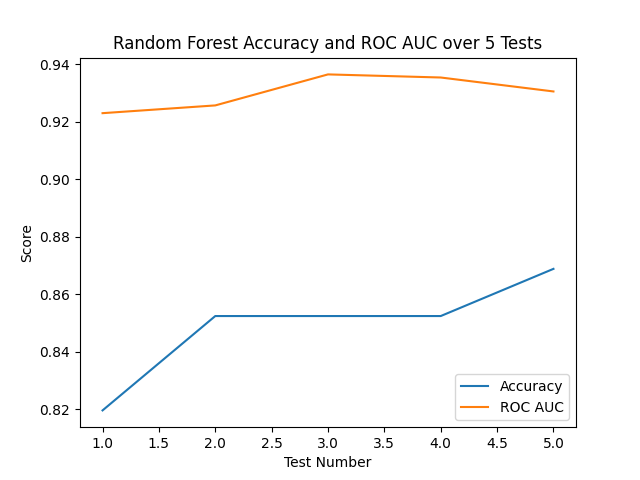 Random Forest Accuracy and ROC AUC over 5 Tests
Score
0.94
0.92
0.90
0.88
0.86
0.84
0.82
Accuracy
ROC AUC
1.0 1.5 2.0 2.5 3.0 3.5 4.0 4.5 5.0
Test Number